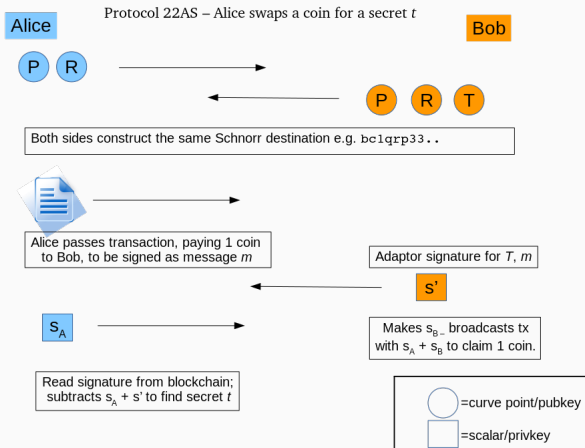 Protocol 22AS – Alice swaps a coin for a secret t
Alice
Bob
P R
P R T
Both sides construct the same Schnorr destination e.g. bc1qrp33..
Alice passes transaction, paying 1 coin
to Bob, to be signed as message m
Adaptor signature for T, m
s'
sA
Makes sB – broadcasts tx
with sA + sB to claim 1 coin.
Read signature from blockchain;
subtracts sA + s' to find secret t
=curve point/pubkey
=scalar/privkey